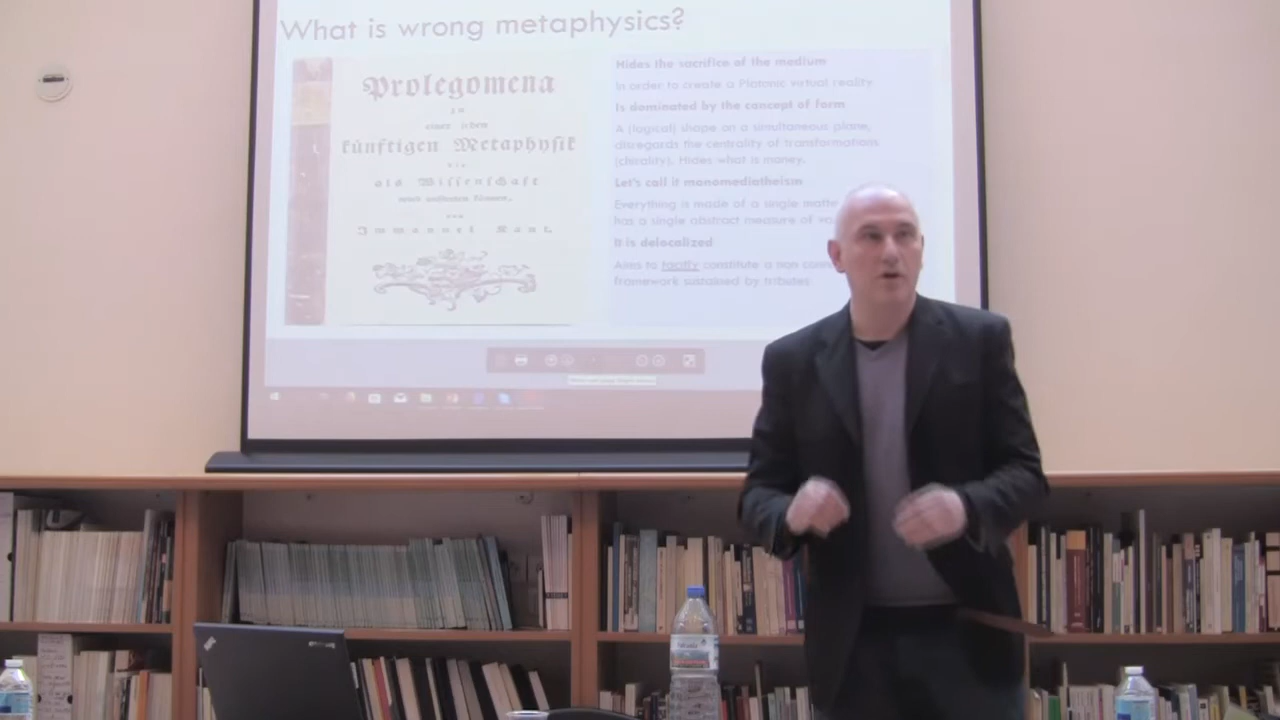 What is wrong metaphysics?
Prolegomena
zu
einer jeden
künftigen Metaphysik
die
als Wissenschaft
wird auftreten können,
von
Immanuel Kant.
Hides the sacrifice of the medium
In order to create a Platonic virtual reality
Is dominated by the concept of form
A (logical) shape on a simultaneous plane,
disregards the centrality of transformations
(chirality). Hides what is money.
Let's call it monomediatheism
Everything is made of a single matte
has a single abstract measure of va
It is delocalized
Aims to tacitly constitute a non
framework sustained by tributes